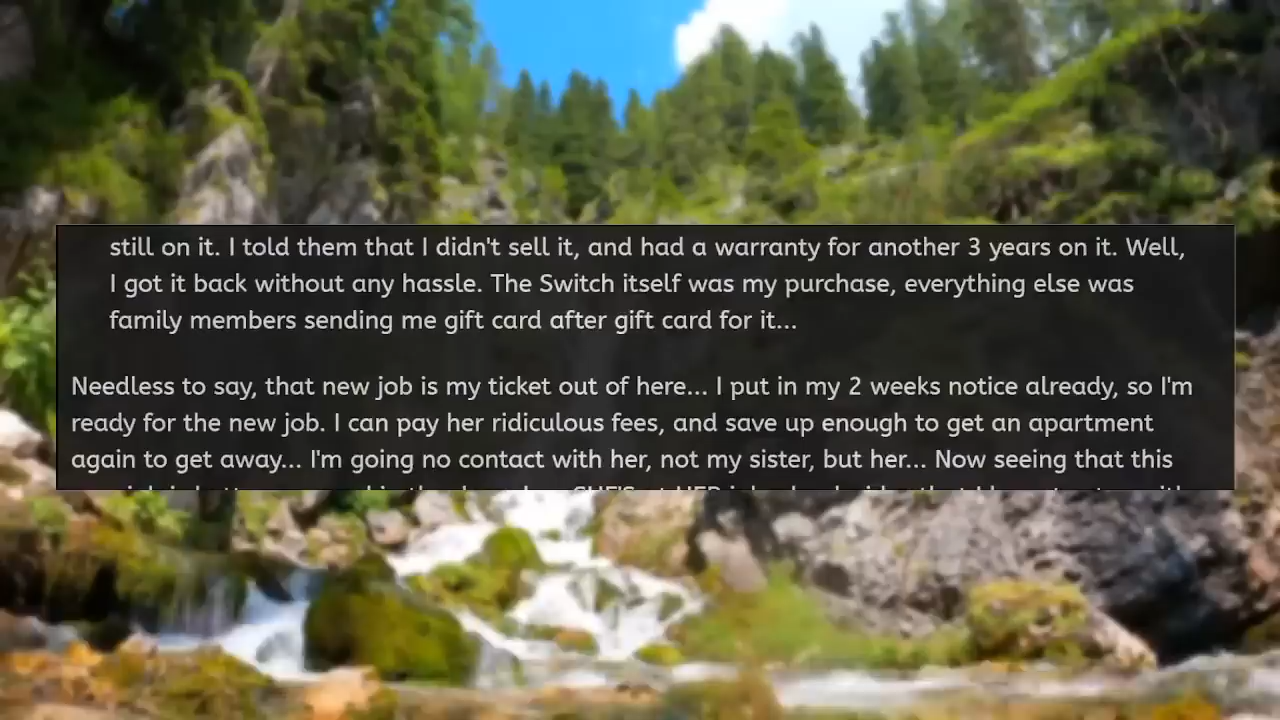 still on it. I told them that I didn't sell it, and had a warranty for another 3 years on it. Well,
I got it back without any hassle. The Switch itself was my purchase, everything else was
family members sending me gift card after gift card for it...
Needless to say, that new job is my ticket out of here... I put in my 2 weeks notice already, so I'm
ready for the new job. I can pay her ridiculous fees, and save up enough to get an apartment
again to get away... I'm going no contact with her, not my sister, but her... Now seeing that this